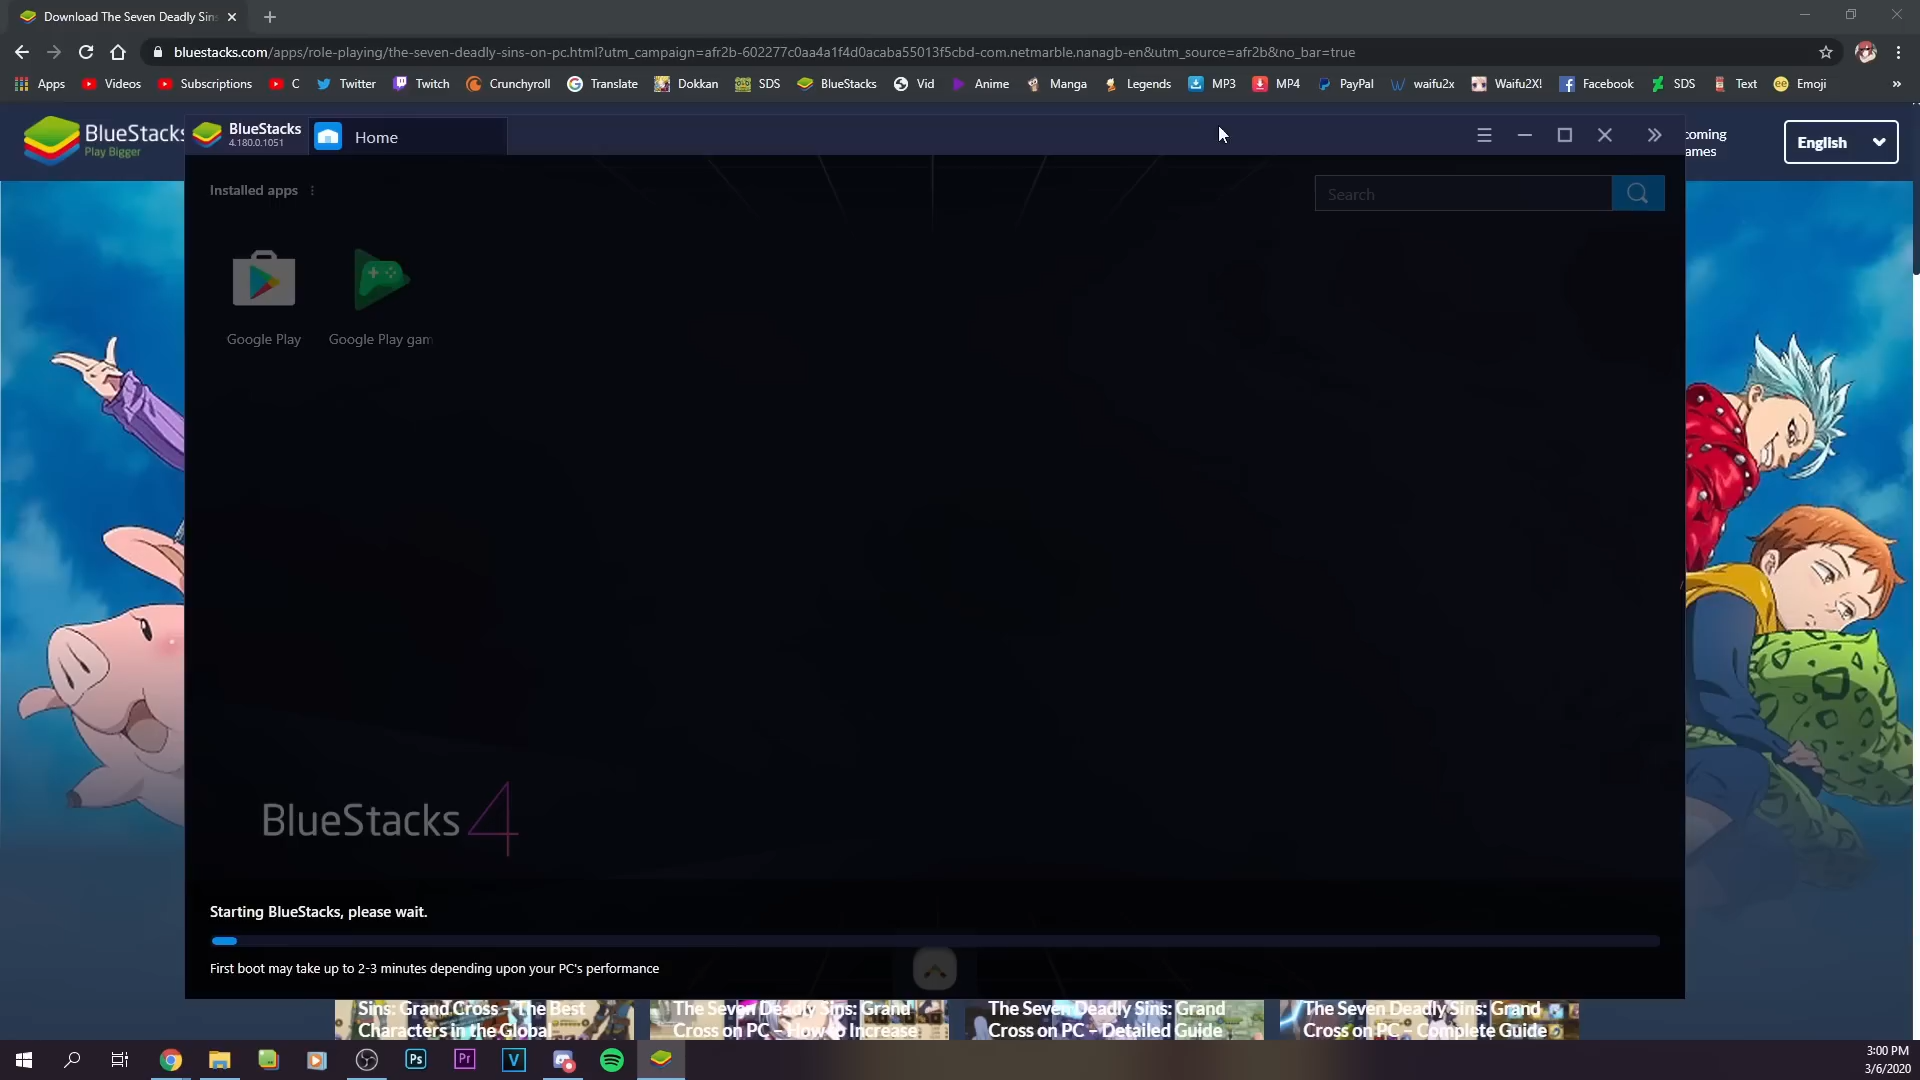 Download The Seven Deadly Sins
bluestacks.com/apps/role-playing/the-seven-deadly-sins-on-pc.html?utm_campaign=afr2b-602277c0aa4a1f4d0acaba55013f5cbd-com.netmarble.nanagb-en&utm_source=afr2b&no_bar=true
Apps Videos Subscriptions C Twitter Twitch Crunchyroll Translate Dokkan SDS BlueStacks Vid Anime Manga Legends MP3 MP4 PayPal waifu2x Waifu2X! Facebook SDS Text Emoji
BlueStacks
Play Bigger
BlueStacks
4.180.0.1051
Home
coming
ames
English
Installed apps
Search
Google Play
Google Play gam
BlueStacks 4
Starting BlueStacks, please wait.
First boot may take up to 2-3 minutes depending upon your PC's performance
Sins: Grand Cross – The Best
Characters in the Global
The Seven Deadly Sins: Grand
Cross on PC – How to Increase
The Seven Deadly Sins: Grand
Cross on PC – Detailed Guide
The Seven Deadly Sins: Grand
Cross on PC – Complete Guide
Ps
Pr
V
3:00 PM
3/6/2020